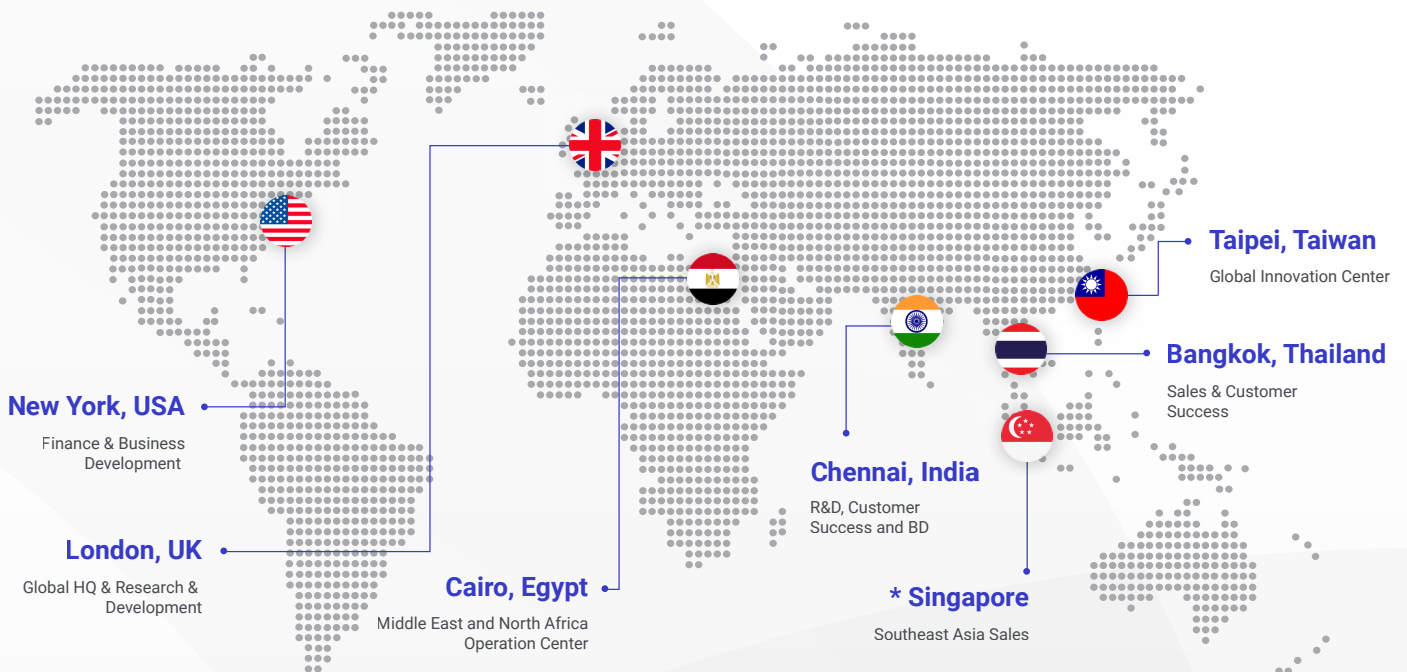 Taipei, Taiwan
Global Innovation Center
Bangkok, Thailand
Sales & Customer
Success
New York, USA
Finance & Business
Development
Chennai, India
R&D, Customer
Success and BD
London, UK
Global HQ & Research &
Development
Cairo, Egypt
Middle East and North Africa
Operation Center
* Singapore
Southeast Asia Sales